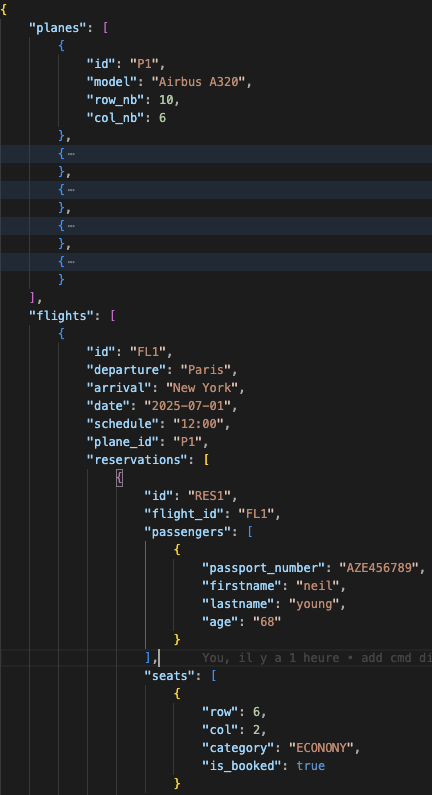 {
"planes": [
{
"id": "P1",
"model": "Airbus A320",
"row_nb": 10,
"col_nb": 6
},
{ ⋯
},
{ ⋯
},
{ ⋯
},
{ ⋯
}
],
"flights": [
{
"id": "FL1",
"departure": "Paris",
"arrival": "New York",
"date": "2025-07-01",
"schedule": "12:00",
"plane_id": "P1",
"reservations": [
{
"id": "RES1",
"flight_id": "FL1",
"passengers": [
{
"passport_number": "AZE456789",
"firstname": "neil",
"lastname": "young",
"age": "68"
}
], You, il y a 1 heure • add cmd di
"seats": [
{
"row": 6,
"col": 2,
"category": "ECONONY",
"is_booked": true
}